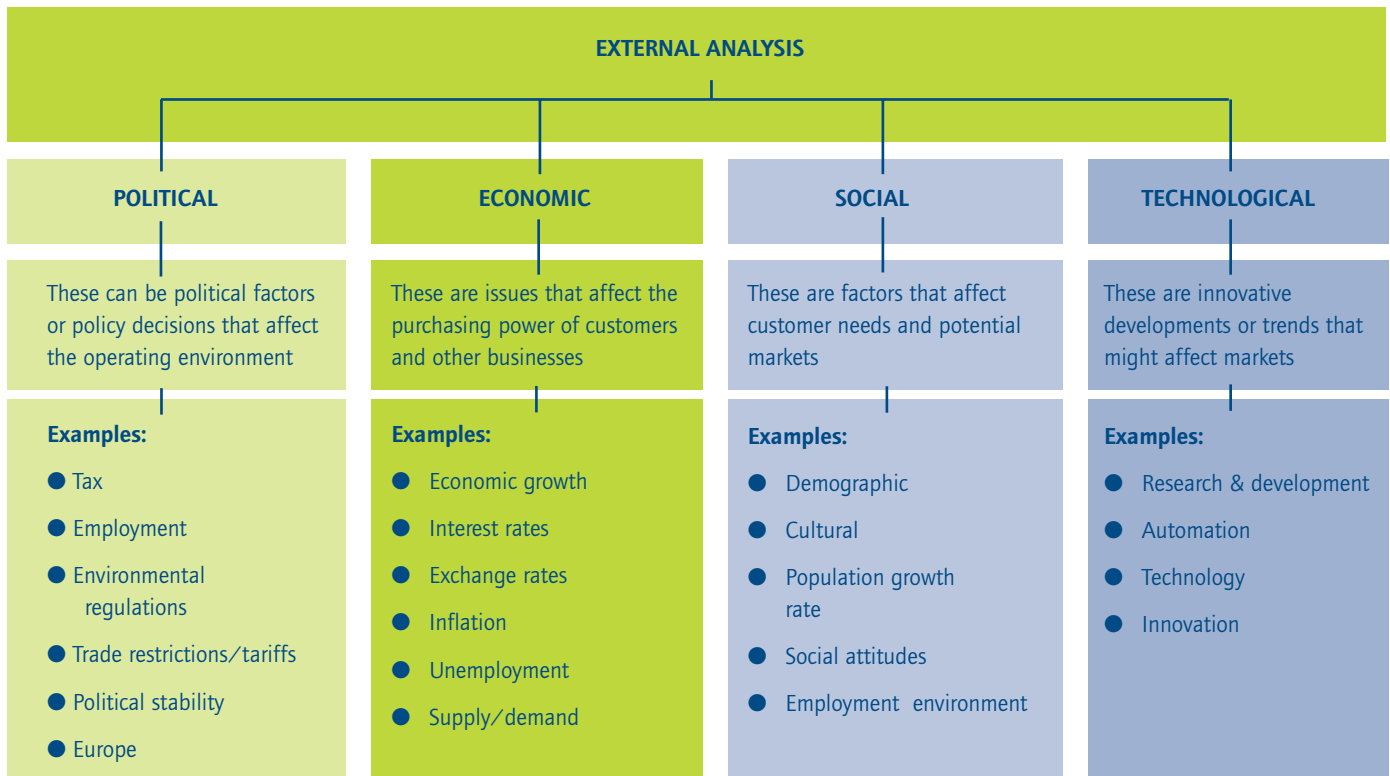 EXTERNAL ANALYSIS
POLITICAL
These can be political factors
or policy decisions that affect
the operating environment
Examples:
● Tax
● Employment
● Environmental
regulations
● Trade restrictions/tariffs
● Political stability
● Europe
ECONOMIC
These are issues that affect the
purchasing power of customers
and other businesses
Examples:
● Economic growth
● Interest rates
● Exchange rates
● Inflation
● Unemployment
● Supply/demand
SOCIAL
These are factors that affect
customer needs and potential
markets
Examples:
● Demographic
● Cultural
● Population growth
rate
● Social attitudes
● Employment environment
TECHNOLOGICAL
These are innovative
developments or trends that
might affect markets
Examples:
● Research & development
● Automation
● Technology
● Innovation